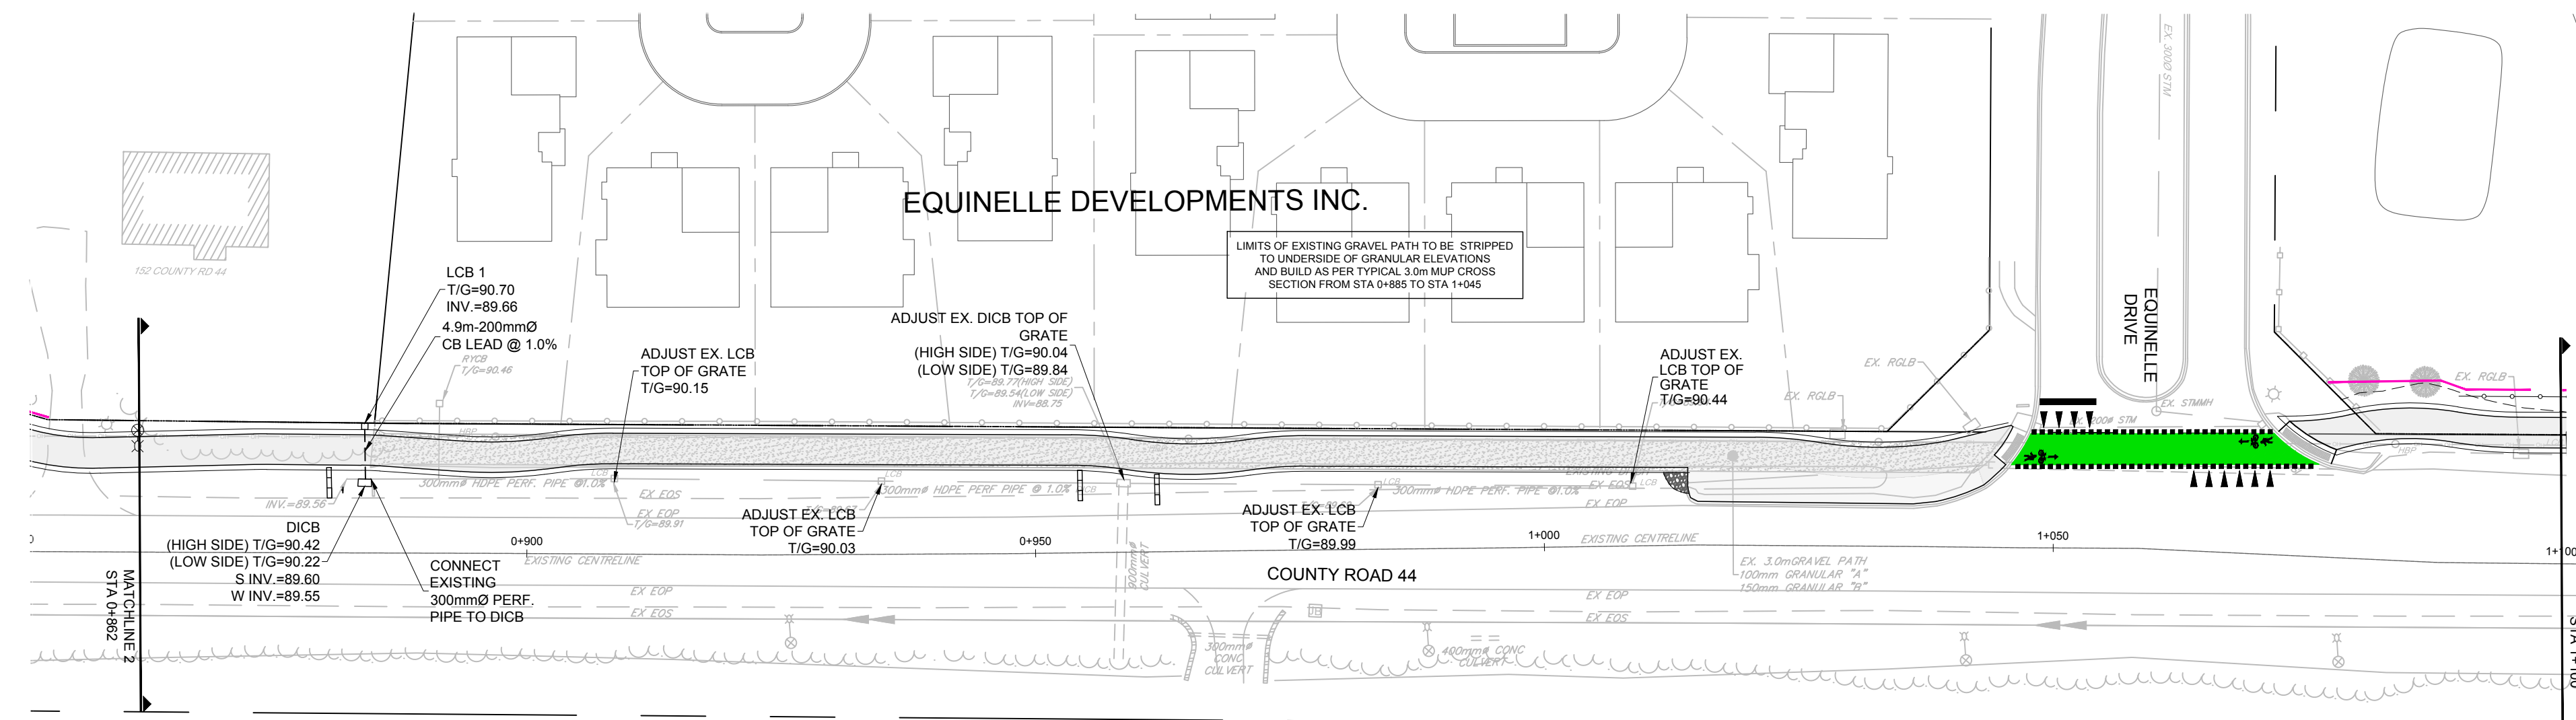 EX. 300Ø STM
EQUINELLE DEVELOPMENTS INC.
LIMITS OF EXISTING GRAVEL PATH TO BE STRIPPED
TO UNDERSIDE OF GRANULAR ELEVATIONS
AND BUILD AS PER TYPICAL 3.0m MUP CROSS
SECTION FROM STA 0+885 TO STA 1+045
152 COUNTY RD 44
LCB 1
T/G=90.70
INV.=89.66
4.9m-200mmØ
CB LEAD @ 1.0%
RYCB
T/G=90.46
ADJUST EX. LCB
TOP OF GRATE
T/G=90.15
ADJUST EX. DICB TOP OF
GRATE
(HIGH SIDE) T/G=90.04
(LOW SIDE) T/G=89.84
T/G=89.77(HIGH SIDE)
T/G=89.54(LOW SIDE)
INV=88.75
ADJUST EX.
LCB TOP OF
GRATE
T/G=90.44
EX. RGLB
EX. RGLB
EQUINELLE
DRIVE
EX. STMMH
200Ø STM
EX. RGLB
HBP
HBP
LCB
LCB
LCB
LCB
LCB
300mmØ HDPE PERF. PIPE @1.0%
300mmØ HDPE PERF PIPE @ 1.0%
300mmØ HDPE PERF. PIPE @1.0%
INV.=89.56
EX EOS
EX EOP
T/G=89.91
EX EOS
EX EOP
DICB
(HIGH SIDE) T/G=90.42
(LOW SIDE) T/G=90.22
S INV.=89.60
W INV.=89.55
CONNECT
EXISTING
300mmØ PERF.
PIPE TO DICB
ADJUST EX. LCB
TOP OF GRATE
T/G=90.03
ADJUST EX. LCB
TOP OF GRATE
T/G=89.99
0+900
0+950
1+000
1+050
EXISTING CENTRELINE
EXISTING CENTRELINE
900mmØ
CULVERT
COUNTY ROAD 44
EX. 3.0mGRAVEL PATH
100mm GRANULAR "A"
150mm GRANULAR "B"
MATCHLINE 2
STA 0+862
EX EOP
EX EOS
EX EOP
EX EOS
300mmØ
CONC
CULVERT
400mmØ CONC
CULVERT